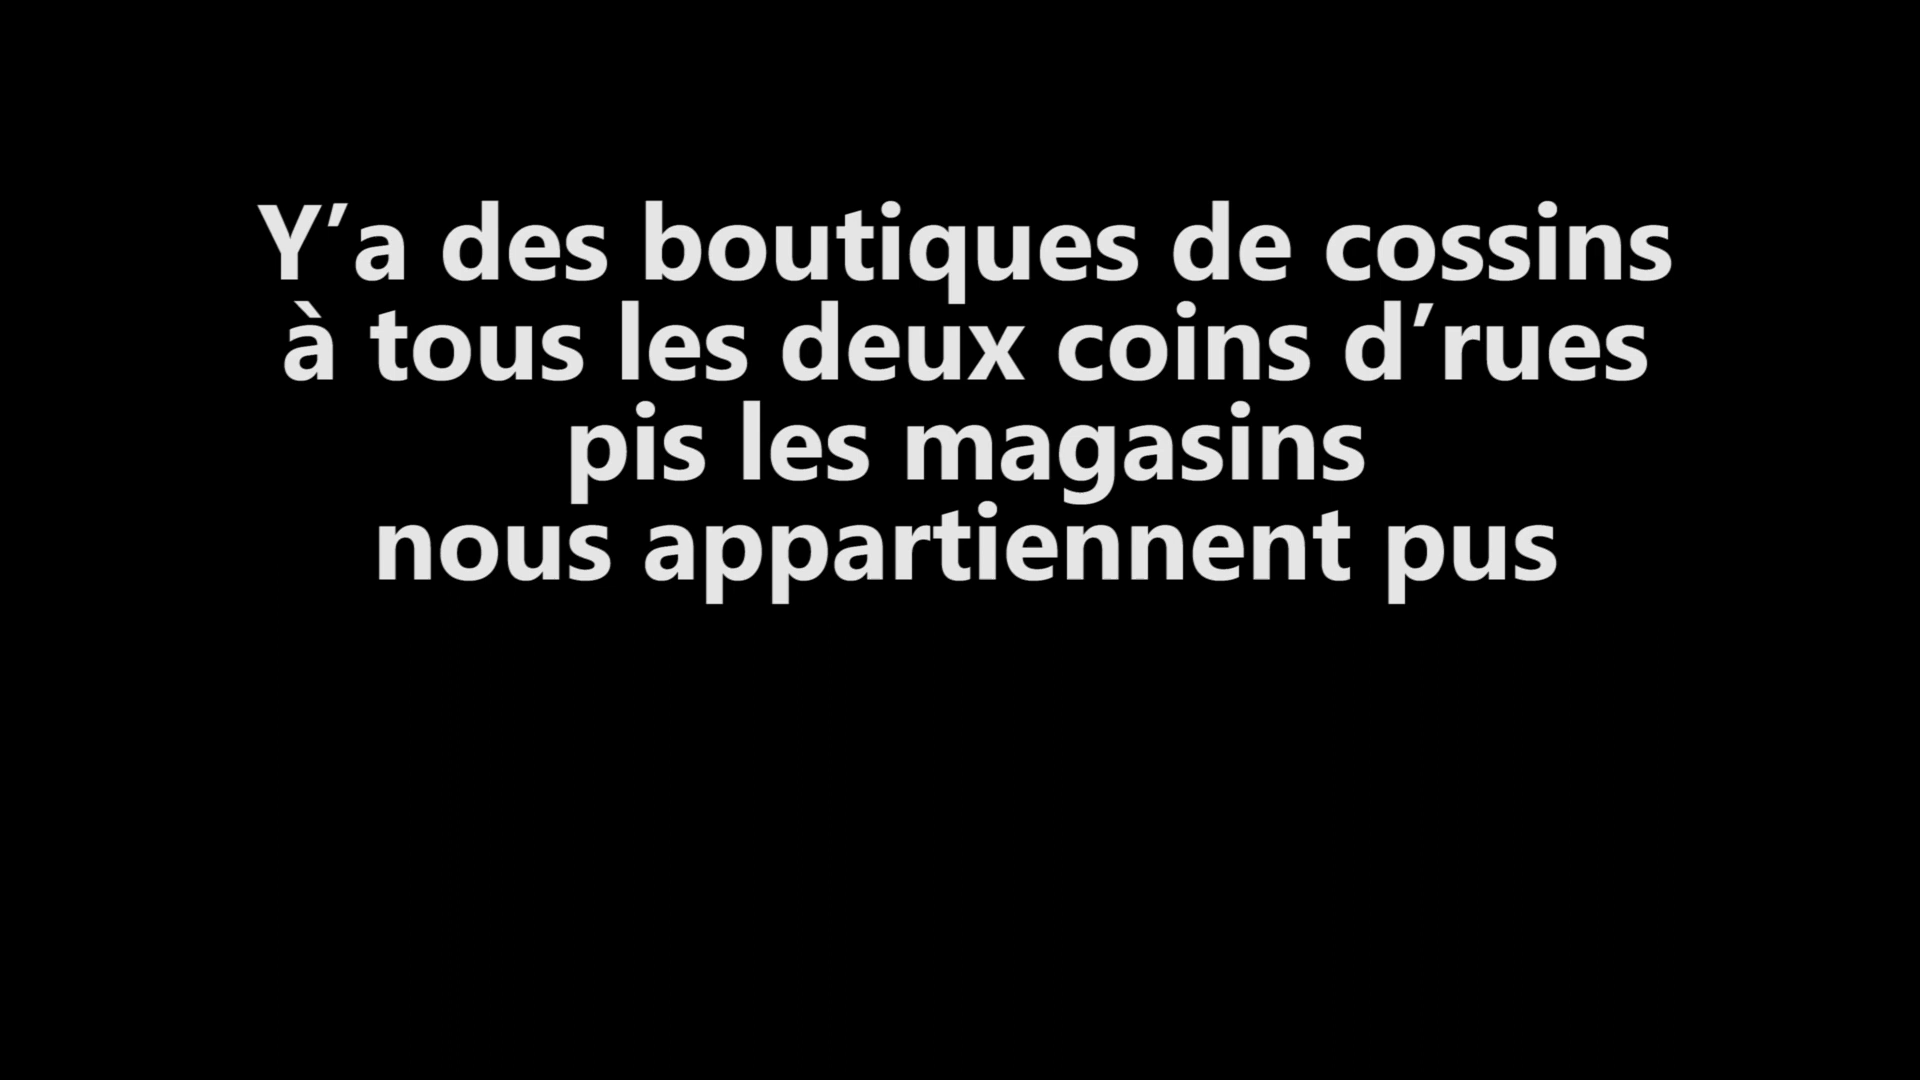 Y’a des boutiques de cossins
à tous les deux coins d’rues
pis les magasins
nous appartiennent pus